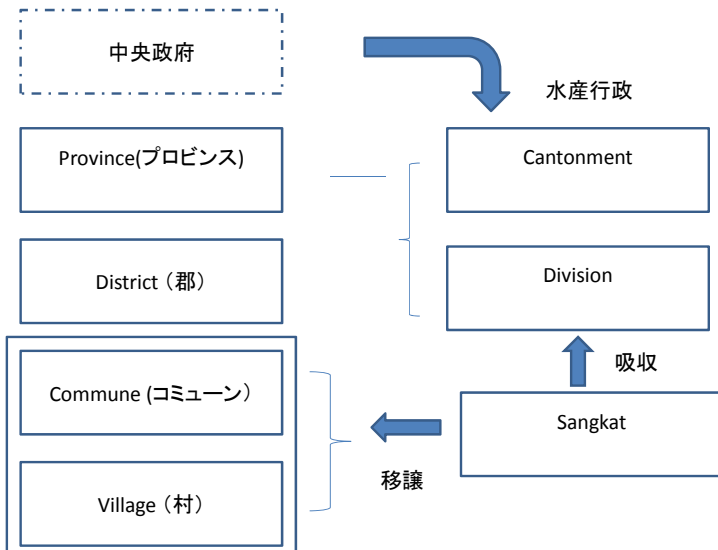 中央政府
水産行政
Province(プロビンス)
Cantonment
District（郡）
Division
吸収
Commune (コミューン）
Sangkat
移譲
Village（村）